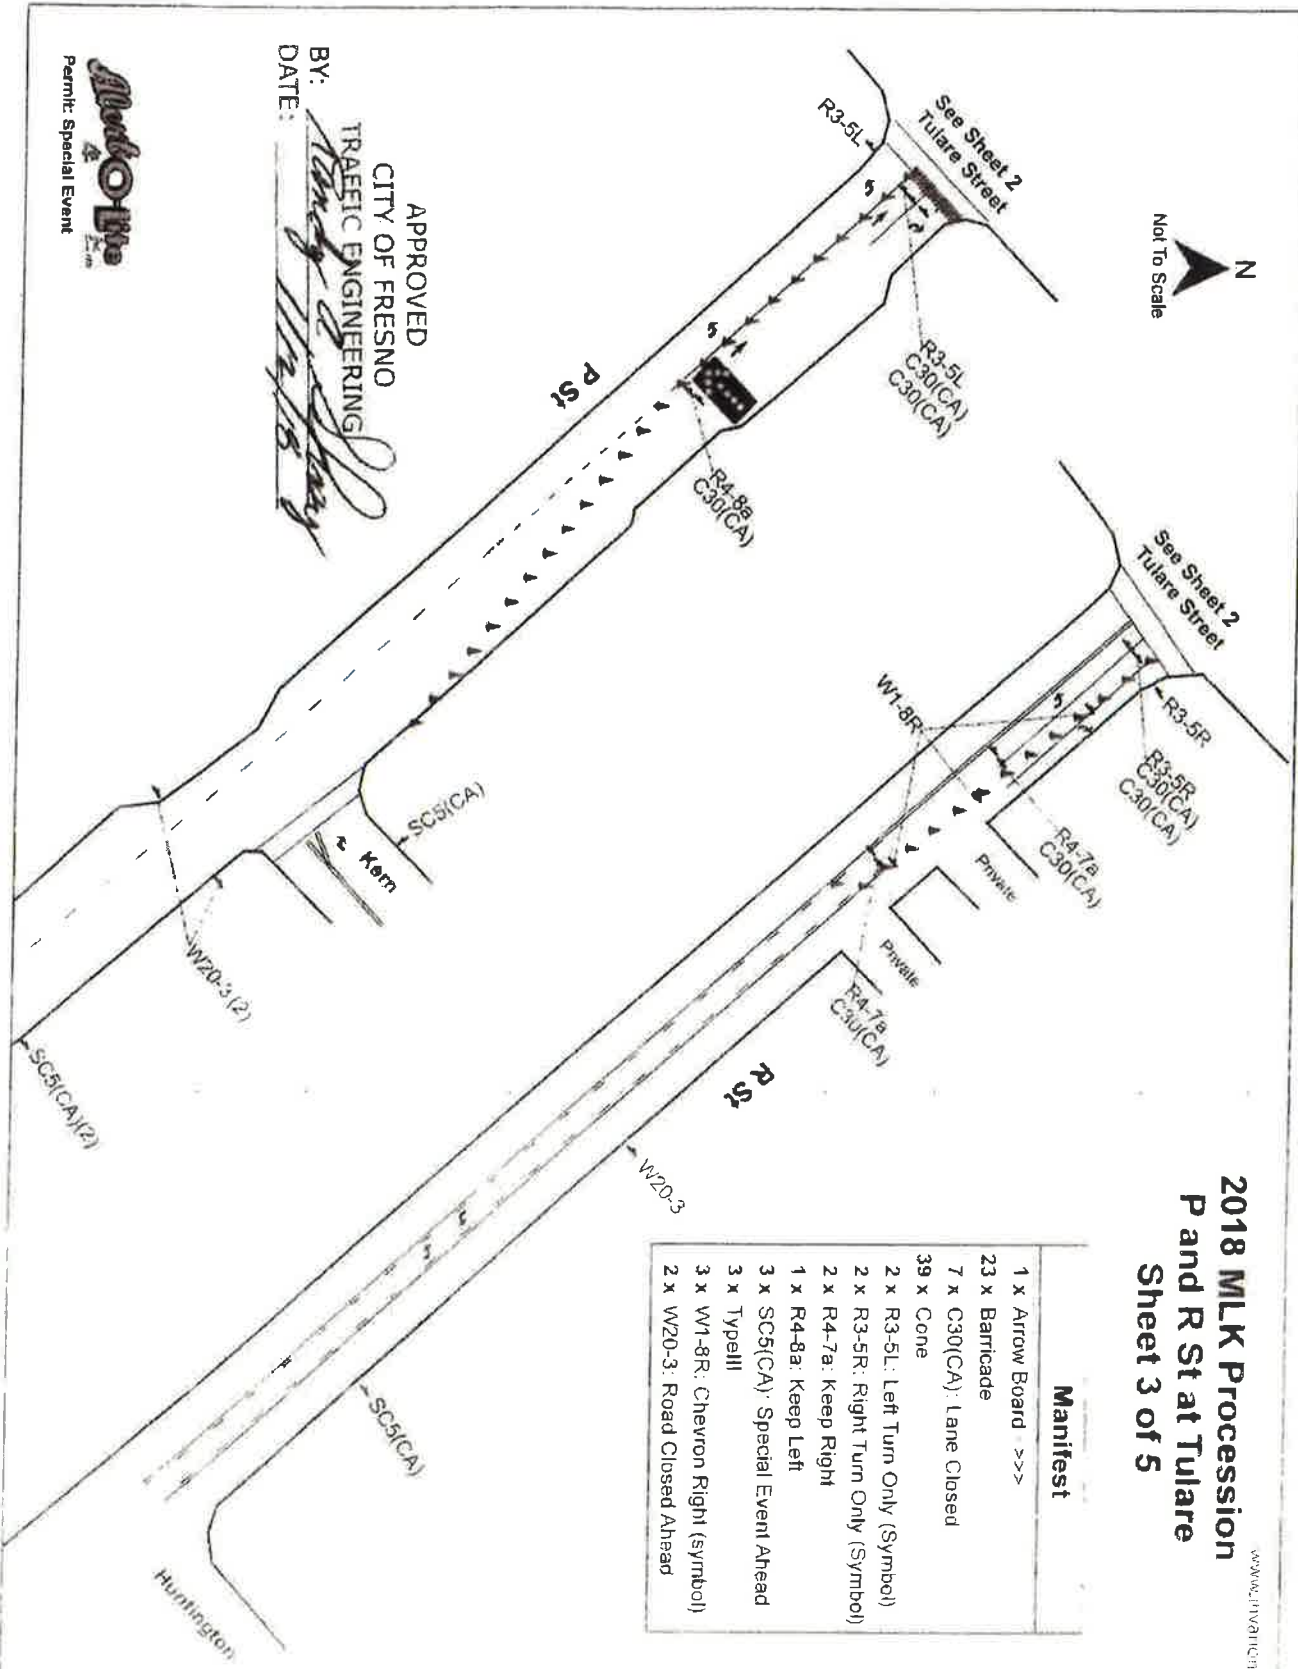 2018 MLK Procession
P and R St at Tulare
Sheet 3 of 5
N
Not To Scale
Manifest
1 x Arrow Board >>>
23 x Barricade
7 x C30(CA): Lane Closed
39 x Cone
2 x R3-5L: Left Turn Only (Symbol)
2 x R3-5R: Right Turn Only (Symbol)
2 x R4-7a: Keep Right
1 x R4-8a: Keep Left
3 x SC5(CA): Special Event Ahead
3 x TypeIII
3 x W1-8R: Chevron Right (symbol)
2 x W20-3: Road Closed Ahead
See Sheet 2
Tulare Street
R3-5L
R3-5L
C30(CA)
C30(CA)
R4-8a
C30(CA)
P St
SC5(CA)
Kern
W20-3 (2)
SC5(CA)(2)
See Sheet 2
Tulare Street
R3-5R
R3-5R
C30(CA)
C30(CA)
W1-8R
R4-7a
C30(CA)
Private
Private
R4-7a
C30(CA)
R St
W20-3
SC5(CA)
Huntington
APPROVED
CITY OF FRESNO
TRAFFIC ENGINEERING
BY:
DATE:
Alert-O-Lite
Permit: Special Event